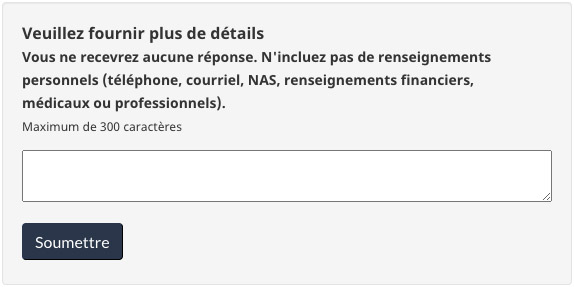 Veuillez fournir plus de détails
Vous ne recevrez aucune réponse. N'incluez pas de renseignements
personnels (téléphone, courriel, NAS, renseignements financiers,
médicaux ou professionnels).
Maximum de 300 caractères
Soumettre